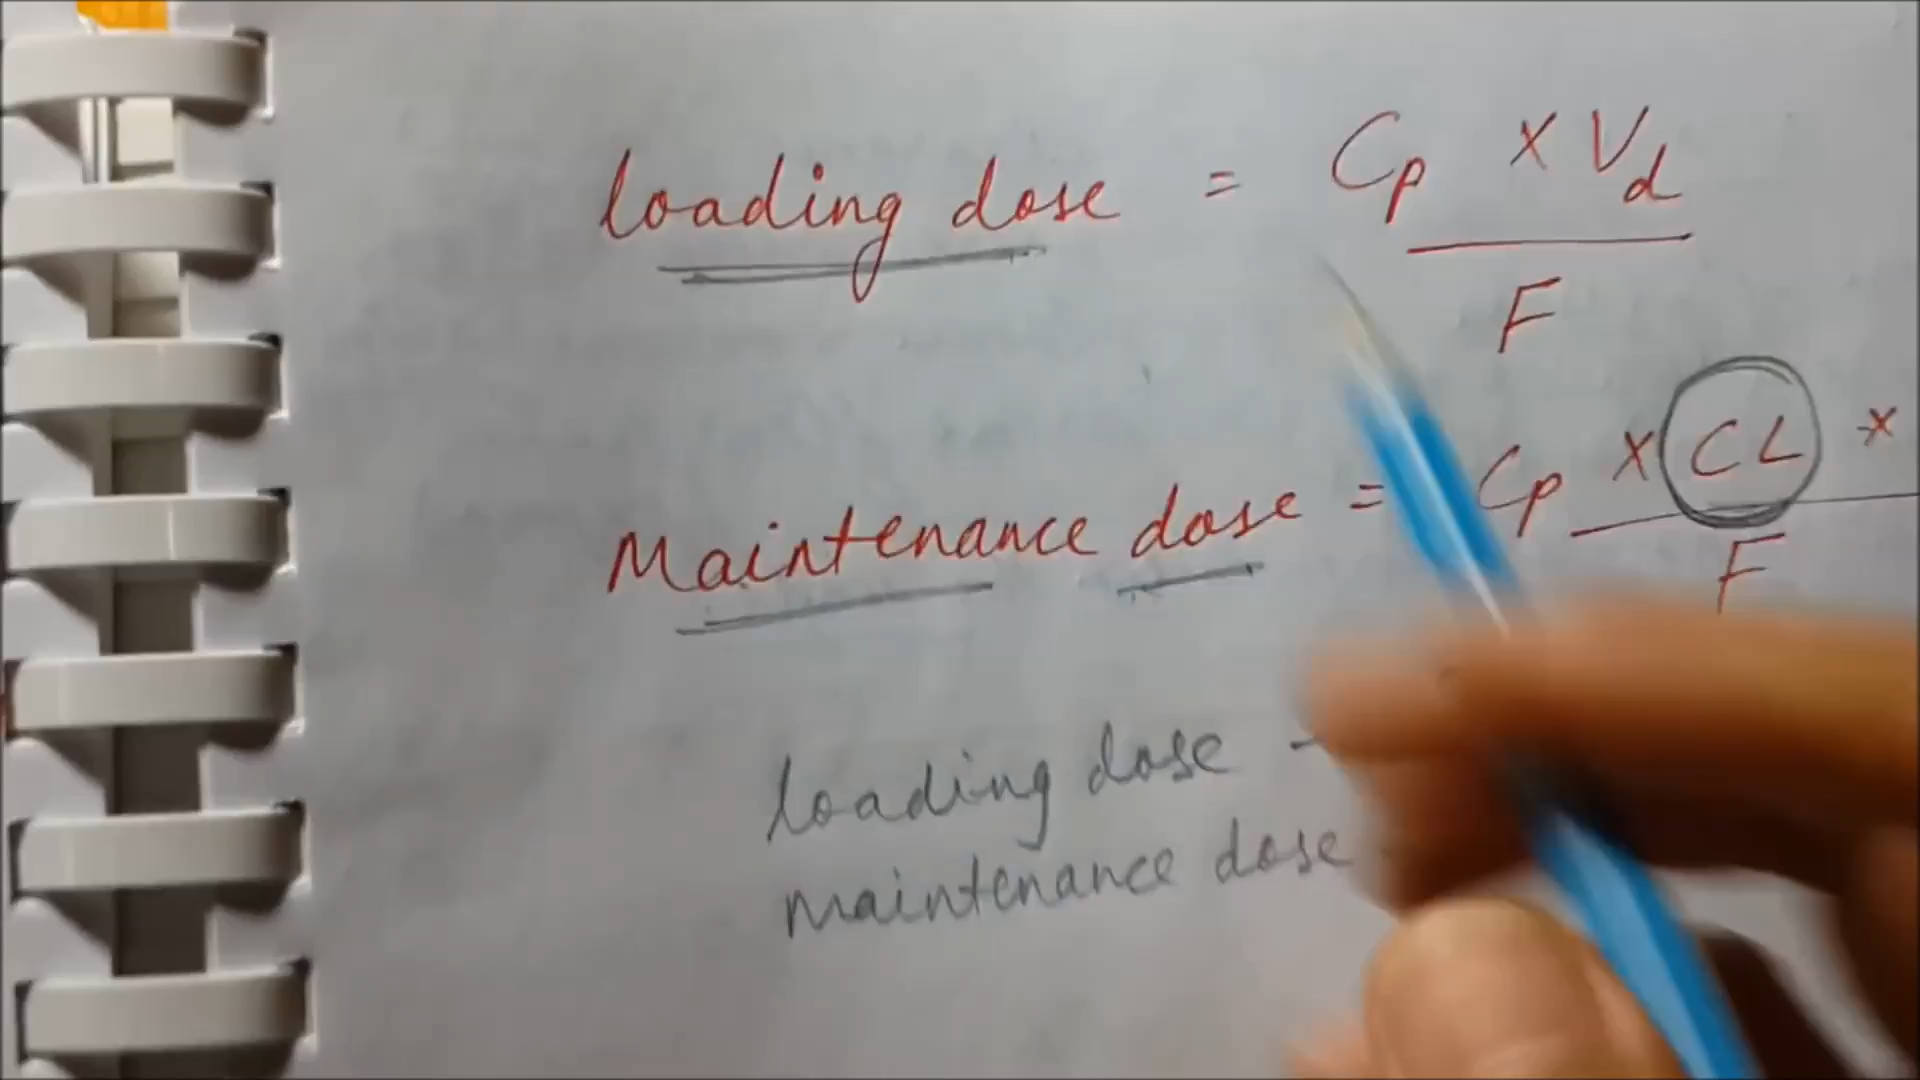 loading dose = Cp x Vd
F
Maintenance dose = Cp x CL x
F
loading dose -
maintenance dose